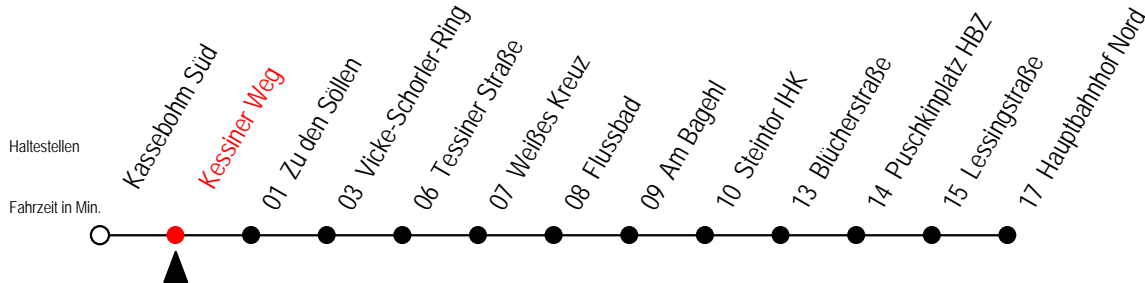 Haltestellen
Fahrzeit in Min.
Kassebohm Süd
Kessiner Weg
01 Zu den Söllen
03 Vicke-Schorler-Ring
06 Tessiner Straße
07 Weißes Kreuz
08 Flussbad
09 Am Bagehl
10 Steintor IHK
13 Blücherstraße
14 Puschkinplatz HBZ
15 Lessingstraße
17 Hauptbahnhof Nord